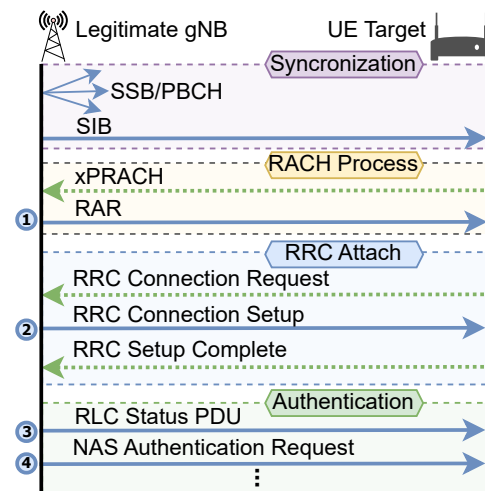 Legitimate gNB
UE Target
Syncronization
SSB/PBCH
SIB
RACH Process
xPRACH
1
RAR
RRC Attach
RRC Connection Request
2
RRC Connection Setup
RRC Setup Complete
Authentication
RLC Status PDU
3
NAS Authentication Request
4
⋮